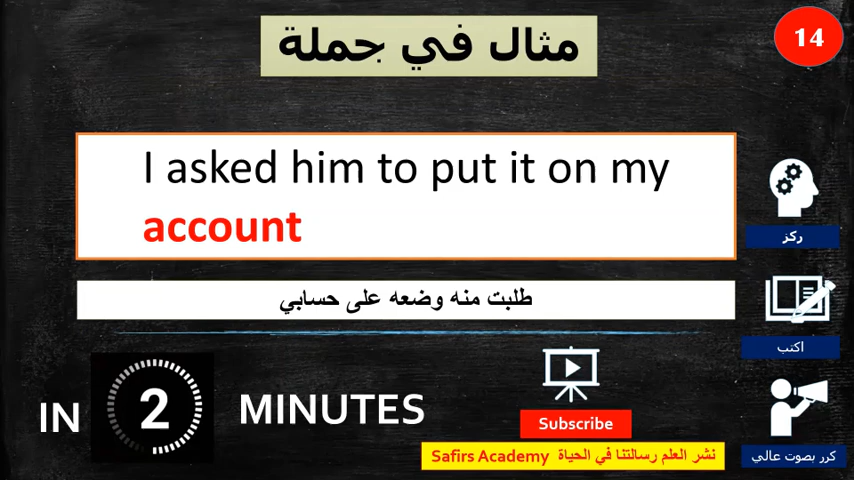 مثال في جملة
14
I asked him to put it on my
account
طلبت منه وضعه على حسابي
ركز
اكتب
كرر بصوت عالي
IN 2 MINUTES
Subscribe
Safirs Academy نشر العلم رسالتنا في الحياة